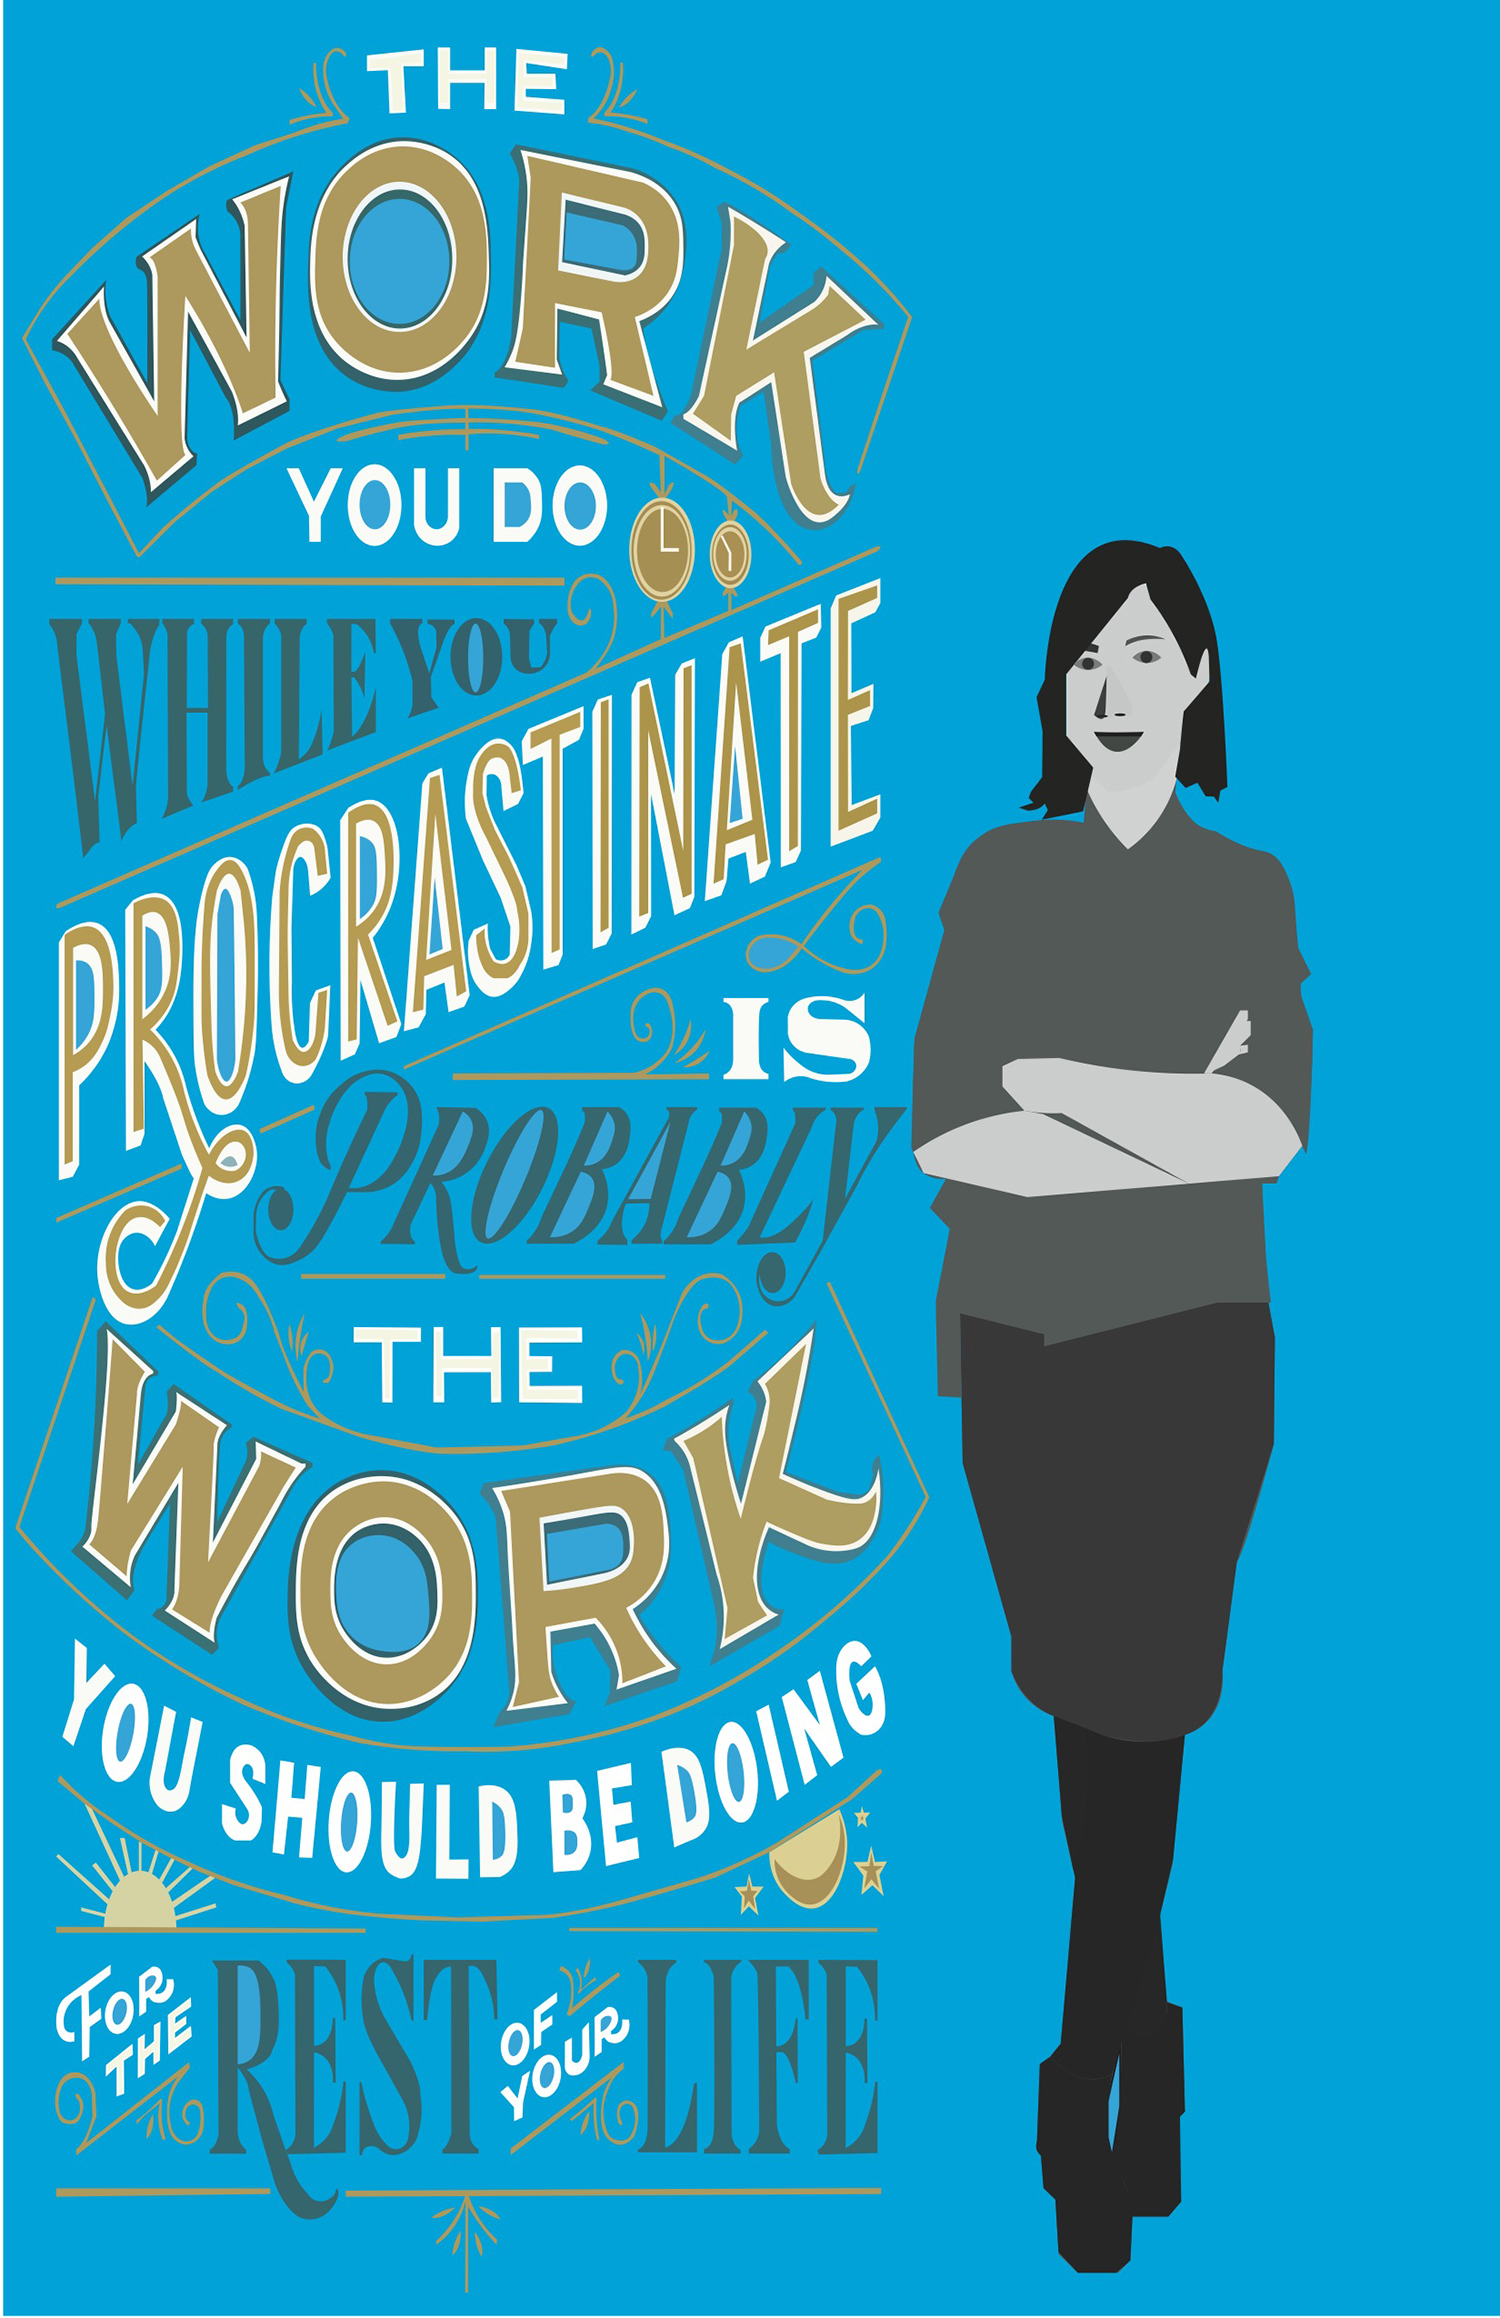 THE
WORK
YOU DO
WHILE YOU
PROCRASTINATE
IS
PROBABLY
THE
WORK
YOU SHOULD BE DOING
FOR THE REST OF YOUR LIFE